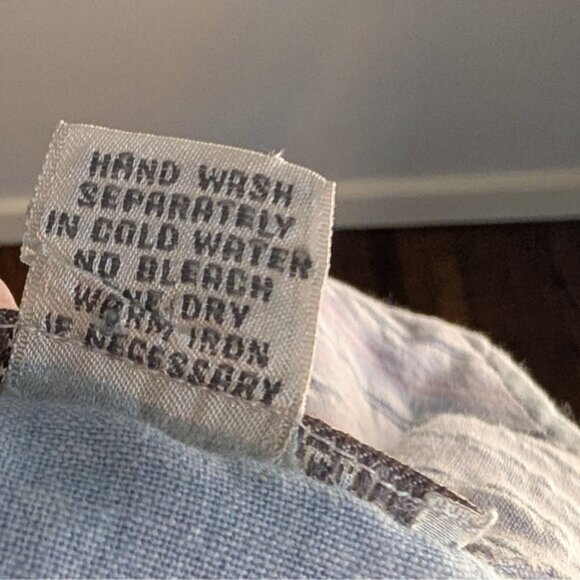 HAND WASH
SEPARATELY
IN COLD WATER
NO BLEACH
DRY
WARM IRON
IF NECESSARY